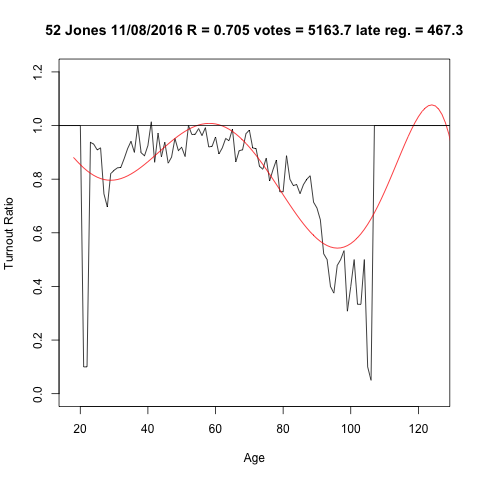 52 Jones 11/08/2016 R = 0.705 votes = 5163.7 late reg. = 467.3
1.2
1.0
0.8
0.6
0.4
0.2
0.0
Turnout Ratio
20 40 60 80 100 120
Age